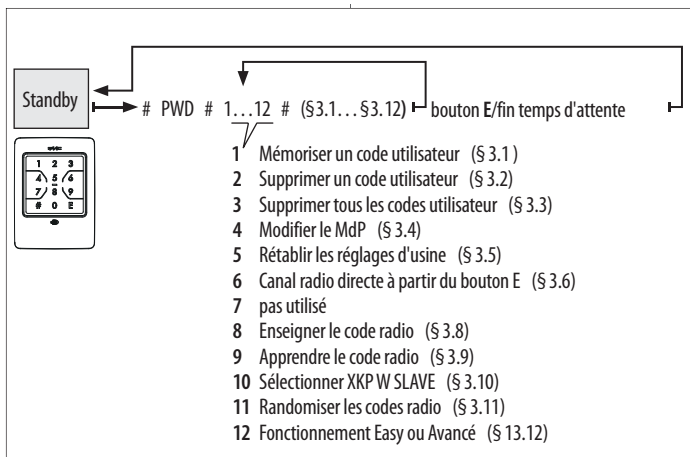 Standby
# PWD # 1...12 # (§3.1...§3.12) bouton E/fin temps d'attente
1 2 3
4 5 6
7 8 9
# 0 E
1 Mémoriser un code utilisateur (§ 3.1 )
2 Supprimer un code utilisateur (§ 3.2)
3 Supprimer tous les codes utilisateur (§ 3.3)
4 Modifier le MdP (§ 3.4)
5 Rétablir les réglages d'usine (§ 3.5)
6 Canal radio directe à partir du bouton E (§ 3.6)
7 pas utilisé
8 Enseigner le code radio (§ 3.8)
9 Apprendre le code radio (§ 3.9)
10 Sélectionner XKP W SLAVE (§ 3.10)
11 Randomiser les codes radio (§ 3.11)
12 Fonctionnement Easy ou Avancé (§ 13.12)